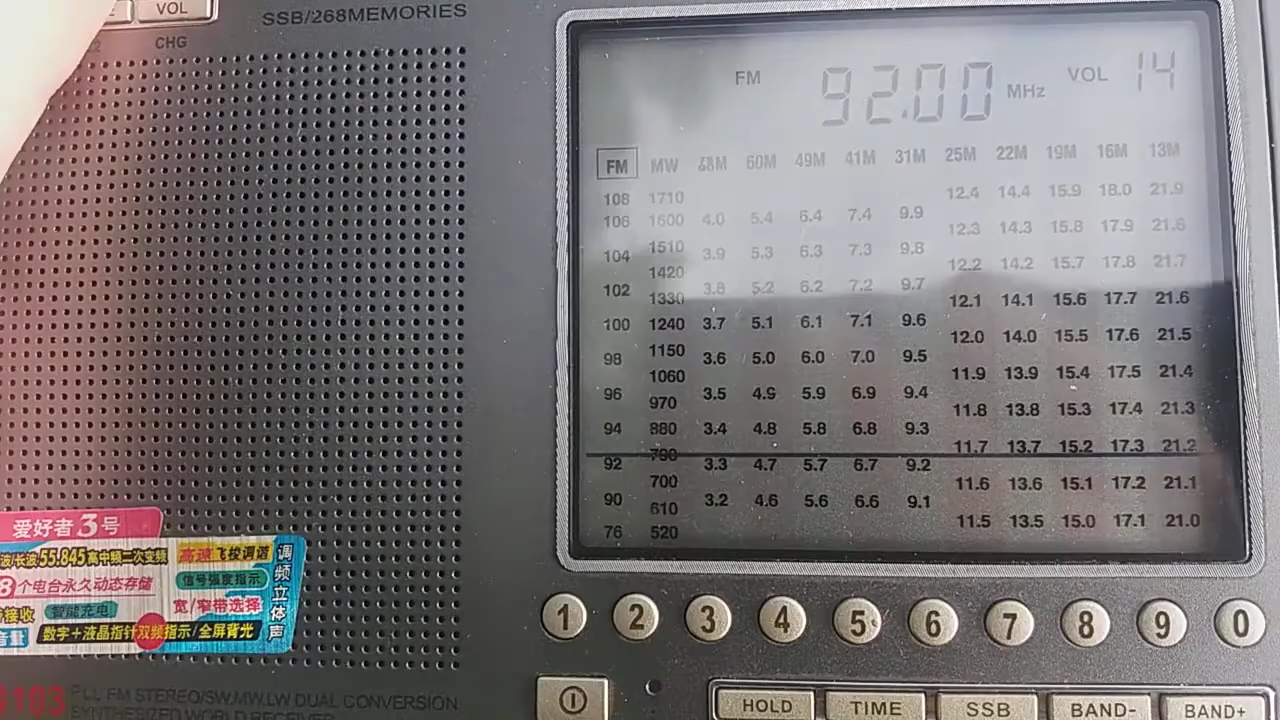 VOL
SSB/268MEMORIES
CHG
FM 92.00 MHz VOL 14
FM MW 60M 49M 41M 31M 25M 22M 19M 16M 13M
108 1710 12.4 14.4 15.9 18.0 21.9
106 1600 4.0 5.4 6.4 7.4 9.9 12.3 14.3 15.8 17.9
104 1510 3.9 5.3 6.3 7.3 9.8 12.2 14.2 15.7 17.8 21.7
1420
102 1330 3.8 5.2 6.2 7.2 9.7 12.1 14.1 15.6 17.7 21.6
100 1240 3.7 5.1 6.1 7.1 9.6 12.0 14.0 15.5 17.6 21.5
98 1150 3.6 5.0 6.0 7.0 9.5 11.9 13.9 15.4 17.5 21.4
1060
96 970 3.5 4.9 5.9 6.9 9.4 11.8 13.8 15.3 17.4 21.3
94 880 3.4 4.8 5.8 6.8 9.3 11.7 13.7 15.2 17.3 21.2
92 790 3.3 4.7 5.7 6.7 9.2 11.6 13.6 15.1 17.2 21.1
700
90 610 3.2 4.6 5.6 6.6 9.1 11.5 13.5 15.0 17.1 21.0
76 520
爱好者3号
波/长波55.845高中频二次变频 高速飞梭调谐
8个电台永久动态存储 信号强度指示
接收 智能充电 宽/窄带选择
数字+液晶指针双频指示/全屏背光
调频立体声
1 2 3 4 5 6 7 8 9 0
1103 PLL FM STEREO/SW.MW.LW DUAL CONVERSION
SYNTHESIZED WORLD RECEIVER
HOLD TIME SSB BAND- BAND+